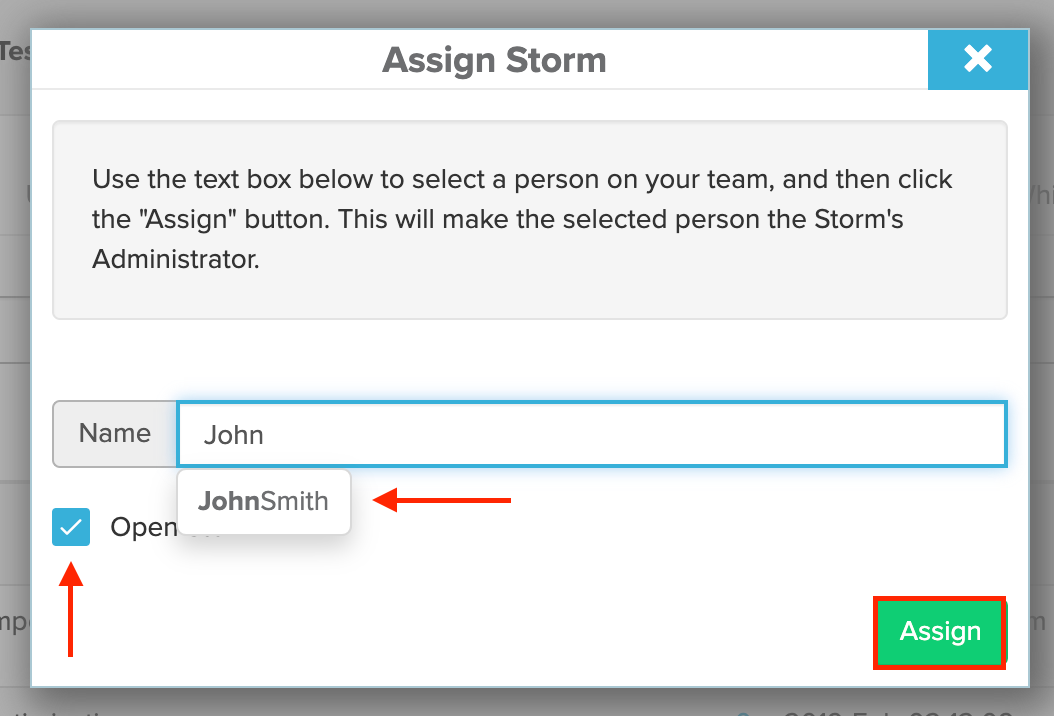 Assign Storm
Use the text box below to select a person on your team, and then click
the "Assign" button. This will make the selected person the Storm's
Administrator.
Name
John
JohnSmith
Open
Assign